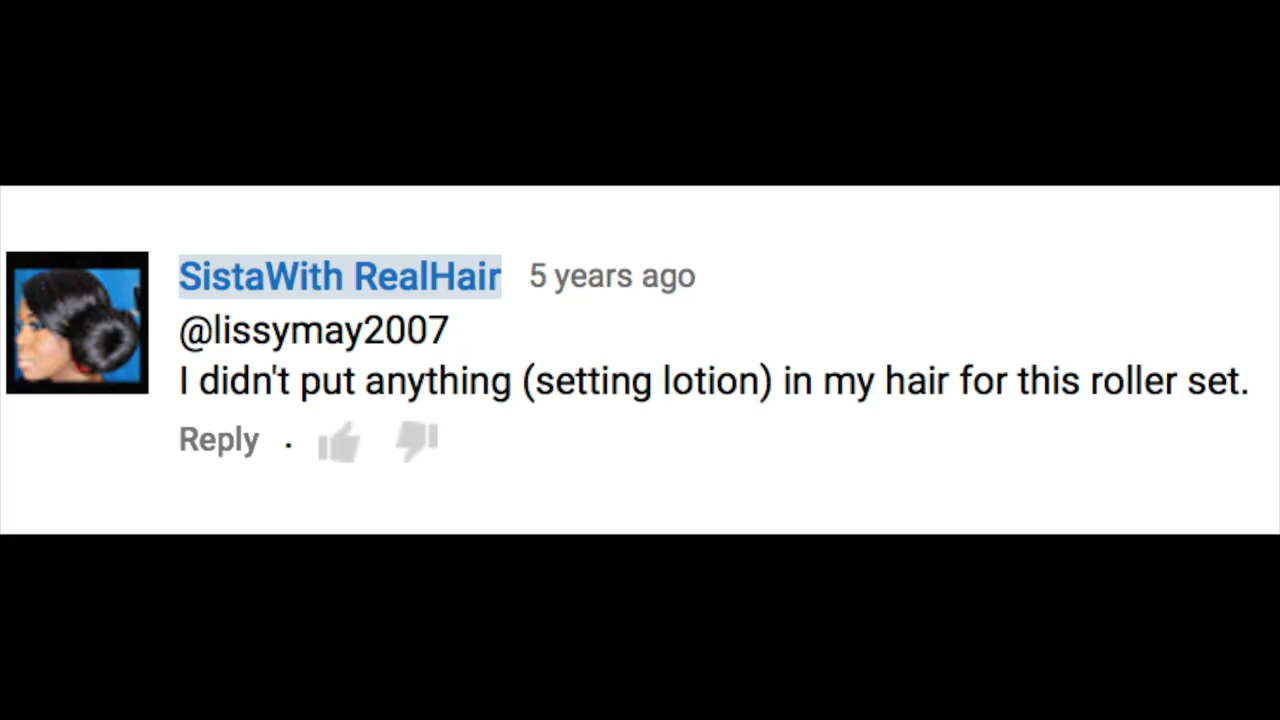 SistaWith RealHair 5 years ago
@lissymay2007
I didn't put anything (setting lotion) in my hair for this roller set.
Reply .